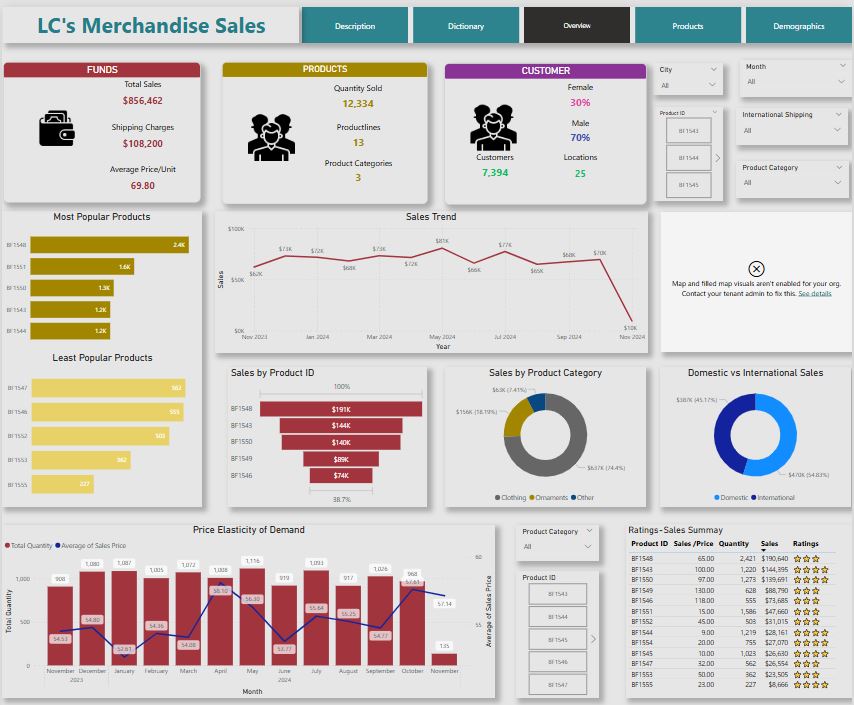 LC's Merchandise Sales
Description
Dictionary
Overview
Products
Demographics
FUNDS
Total Sales
$856,462
Shipping Charges
$108,200
Average Price/Unit
69.80
PRODUCTS
Quantity Sold
12,334
Productlines
13
Product Categories
3
CUSTOMER
Female
30%
Male
70%
Customers
7,394
Locations
25
City
All
Month
All
Product ID
BF1543
BF1544
BF1545
International Shipping
All
Product Category
All
Most Popular Products
BF1548 2.4K
BF1551 1.6K
BF1550 1.3K
BF1543 1.2K
BF1544 1.2K
Least Popular Products
BF1547 562
BF1546 555
BF1552 503
BF1553 362
BF1555 227
Sales Trend
Sales
$100K
$50K
$0K
$62K
$73K
$72K
$68K
$73K
$72K
$81K
$66K
$77K
$65K
$68K
$70K
$10K
Nov 2023
Jan 2024
Mar 2024
May 2024
Jul 2024
Sep 2024
Nov 2024
Year
Map and filled map visuals aren't enabled for your org.
Contact your tenant admin to fix this. See details
Sales by Product ID
100%
BF1548 $191K
BF1543 $144K
BF1550 $140K
BF1549 $89K
BF1546 $74K
38.7%
Sales by Product Category
$63K (7.41%)
$156K (18.19%)
$637K (74.4%)
Clothing Ornaments Other
Domestic vs International Sales
$387K (45.17%)
$470K (54.83%)
Domestic International
Price Elasticity of Demand
Total Quantity Average of Sales Price
Total Quantity
1,000
500
0
908
1,080
1,087
1,005
1,072
1,008
1,116
919
1,093
917
1,026
968
135
54.53
54.80
52.61
54.36
54.08
58.10
56.30
53.77
55.64
55.25
54.77
57.61
57.14
60
55
Average of Sales Price
November December January February March April May June July August September October November
2023
2024
Month
Product Category
All
Product ID
BF1543
BF1544
BF1545
BF1546
BF1547
Ratings-Sales Summay
Product ID Sales /Price Quantity Sales Ratings
BF1548 65.00 2,421 $190,640
BF1543 100.00 1,220 $144,395
BF1550 97.00 1,273 $139,691
BF1549 130.00 628 $88,790
BF1546 118.00 555 $73,685
BF1551 15.00 1,586 $47,660
BF1552 45.00 503 $31,015
BF1544 9.00 1,219 $28,161
BF1554 20.00 755 $27,070
BF1545 10.00 1,023 $26,630
BF1547 32.00 562 $26,554
BF1553 50.00 362 $23,505
BF1555 23.00 227 $8,666